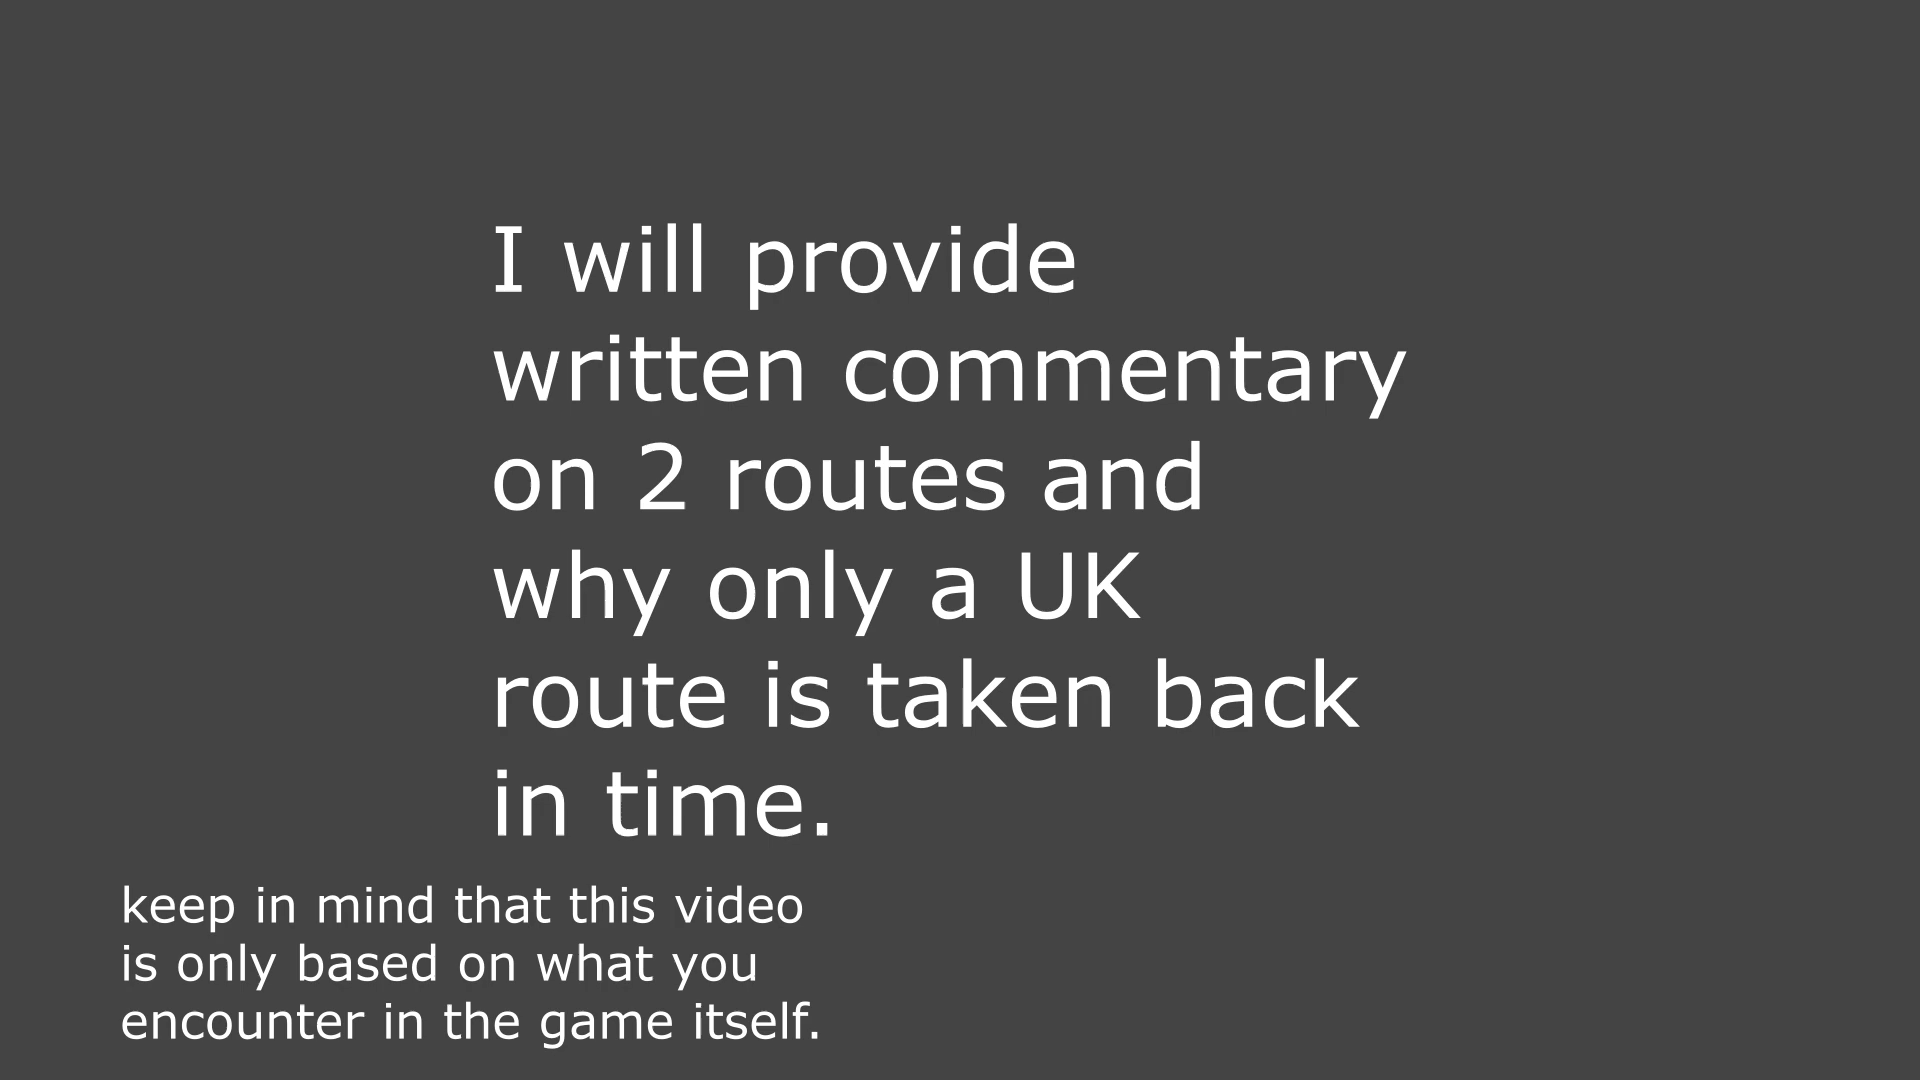 I will provide
written commentary
on 2 routes and
why only a UK
route is taken back
in time.
keep in mind that this video
is only based on what you
encounter in the game itself.